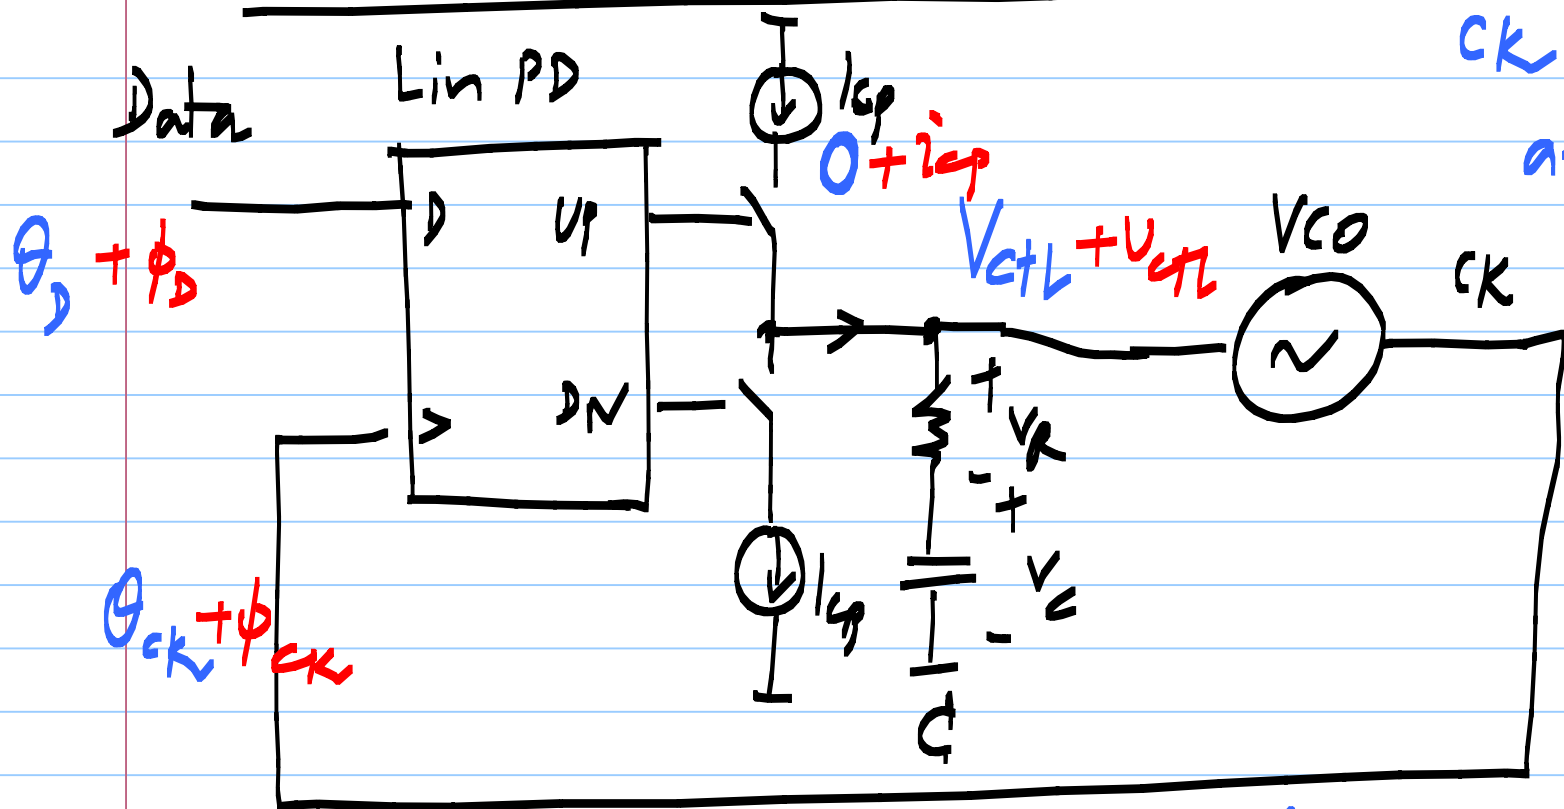 CK
Lin PD
Data
Icp
0 + icp
D
UP
θD + ϕD
Vctl + vctl
VCO
CK
+
VR
-
DN
>
+
Vc
-
Icp
θck + ϕck
C